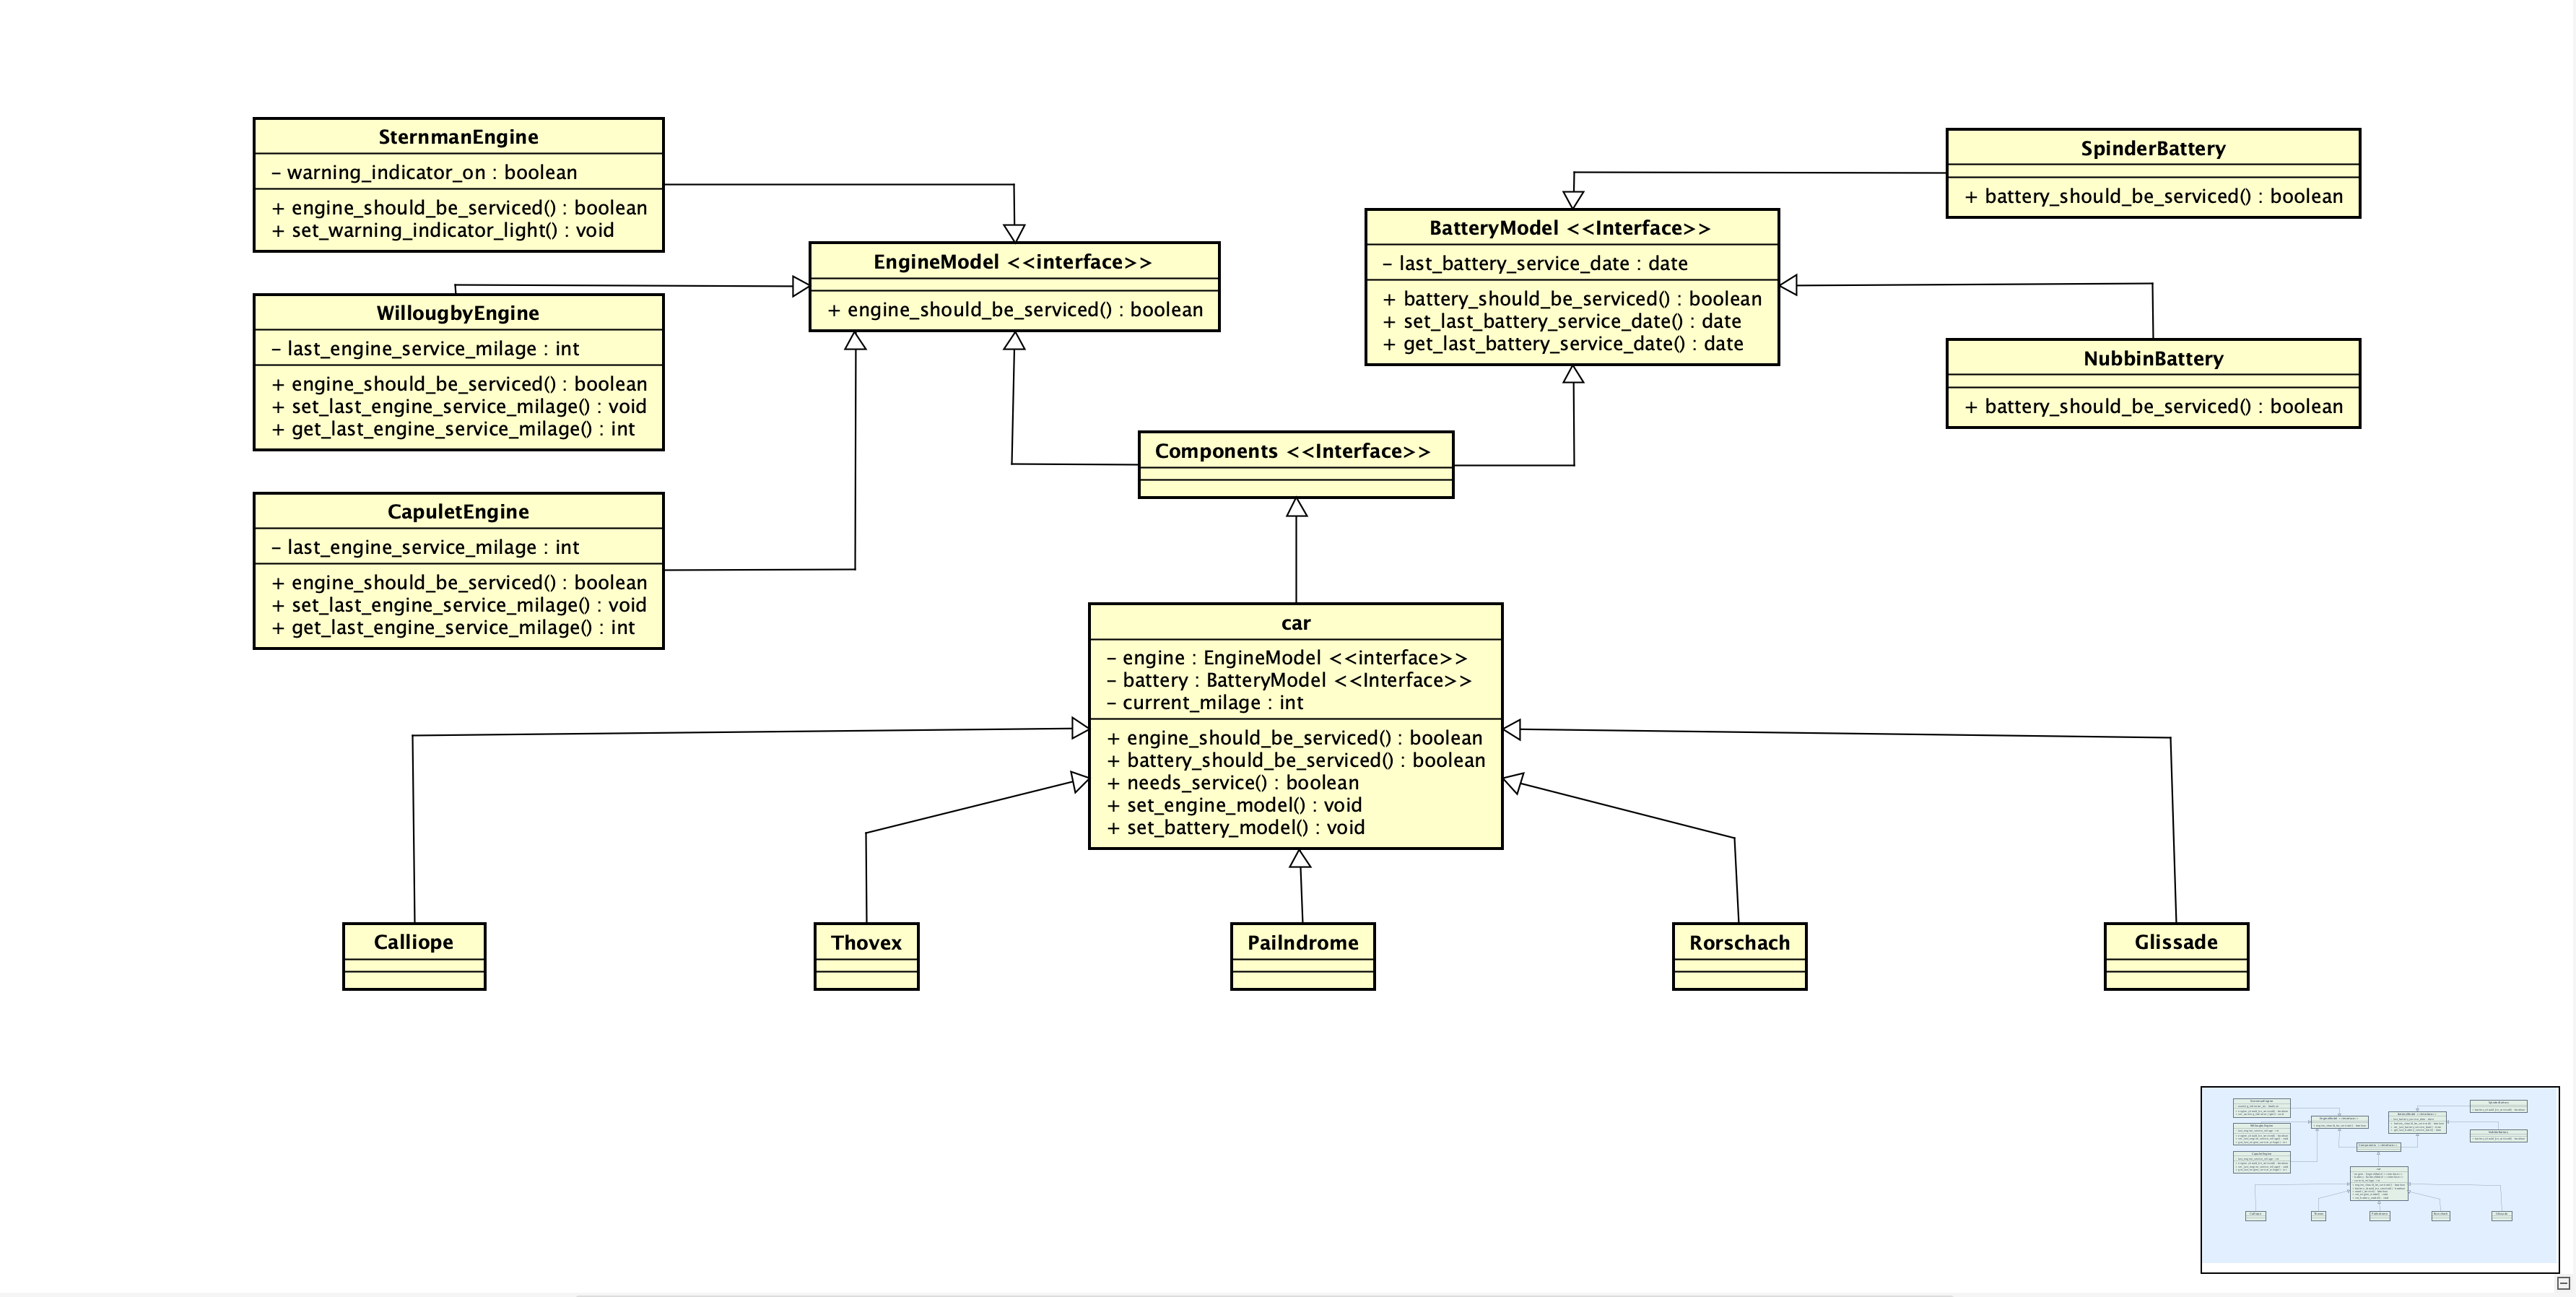 SternmanEngine
– warning_indicator_on : boolean
+ engine_should_be_serviced() : boolean
+ set_warning_indicator_light() : void
WillougbyEngine
– last_engine_service_milage : int
+ engine_should_be_serviced() : boolean
+ set_last_engine_service_milage() : void
+ get_last_engine_service_milage() : int
CapuletEngine
– last_engine_service_milage : int
+ engine_should_be_serviced() : boolean
+ set_last_engine_service_milage() : void
+ get_last_engine_service_milage() : int
EngineModel <<interface>>
+ engine_should_be_serviced() : boolean
BatteryModel <<Interface>>
– last_battery_service_date : date
+ battery_should_be_serviced() : boolean
+ set_last_battery_service_date() : date
+ get_last_battery_service_date() : date
SpinderBattery
+ battery_should_be_serviced() : boolean
NubbinBattery
+ battery_should_be_serviced() : boolean
Components <<Interface>>
car
– engine : EngineModel <<interface>>
– battery : BatteryModel <<Interface>>
– current_milage : int
+ engine_should_be_serviced() : boolean
+ battery_should_be_serviced() : boolean
+ needs_service() : boolean
+ set_engine_model() : void
+ set_battery_model() : void
Calliope
Thovex
Pailndrome
Rorschach
Glissade